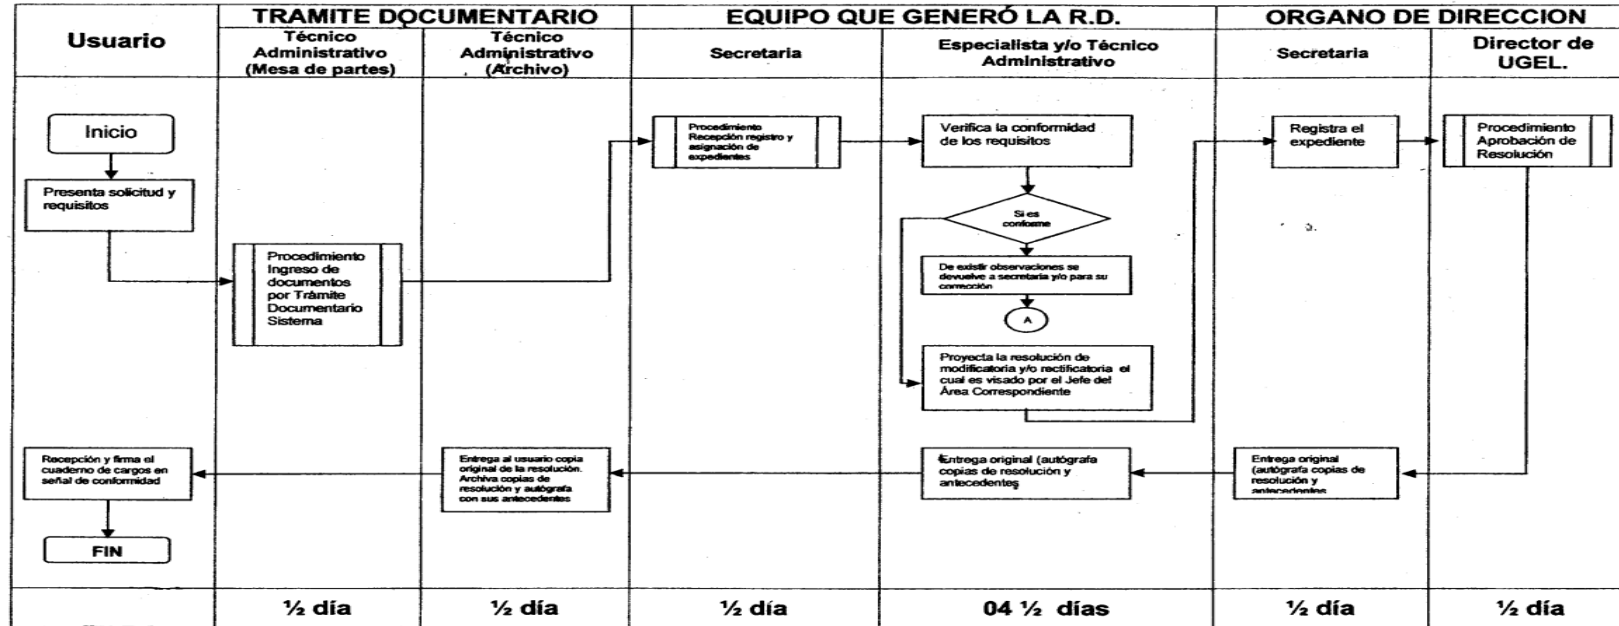 Usuario
TRAMITE DOCUMENTARIO
EQUIPO QUE GENERÓ LA R.D.
ORGANO DE DIRECCION
Técnico
Administrativo
(Mesa de partes)
Técnico
Administrativo
(Archivo)
Secretaria
Especialista y/o Técnico
Administrativo
Secretaria
Director de
UGEL.
Inicio
Presenta solicitud y
requisitos
Procedimiento
Ingreso de
documentos
por Trámite
Documentario
Sistema
Procedimiento
Recepción registro y
asignación de
expedientes
Verifica la conformidad
de los requisitos
Si es
conforme
De existir observaciones se
devuelve a secretaria y/o para su
corrección
A
Proyecta la resolución de
modificatoria y/o rectificatoria el
cual es visado por el Jefe del
Área Correspondiente
Registra el
expediente
Procedimiento
Aprobación de
Resolución
Recepción y firma el
cuaderno de cargos en
señal de conformidad
Entrega al usuario copia
original de la resolución.
Archiva copias de
resolución y autógrafa
con sus antecedentes
Entrega original (autógrafa
copias de resolución y
antecedentes
Entrega original
(autógrafa copias de
resolución y
antecedentes
FIN
½ día
½ día
½ día
04 ½ días
½ día
½ día